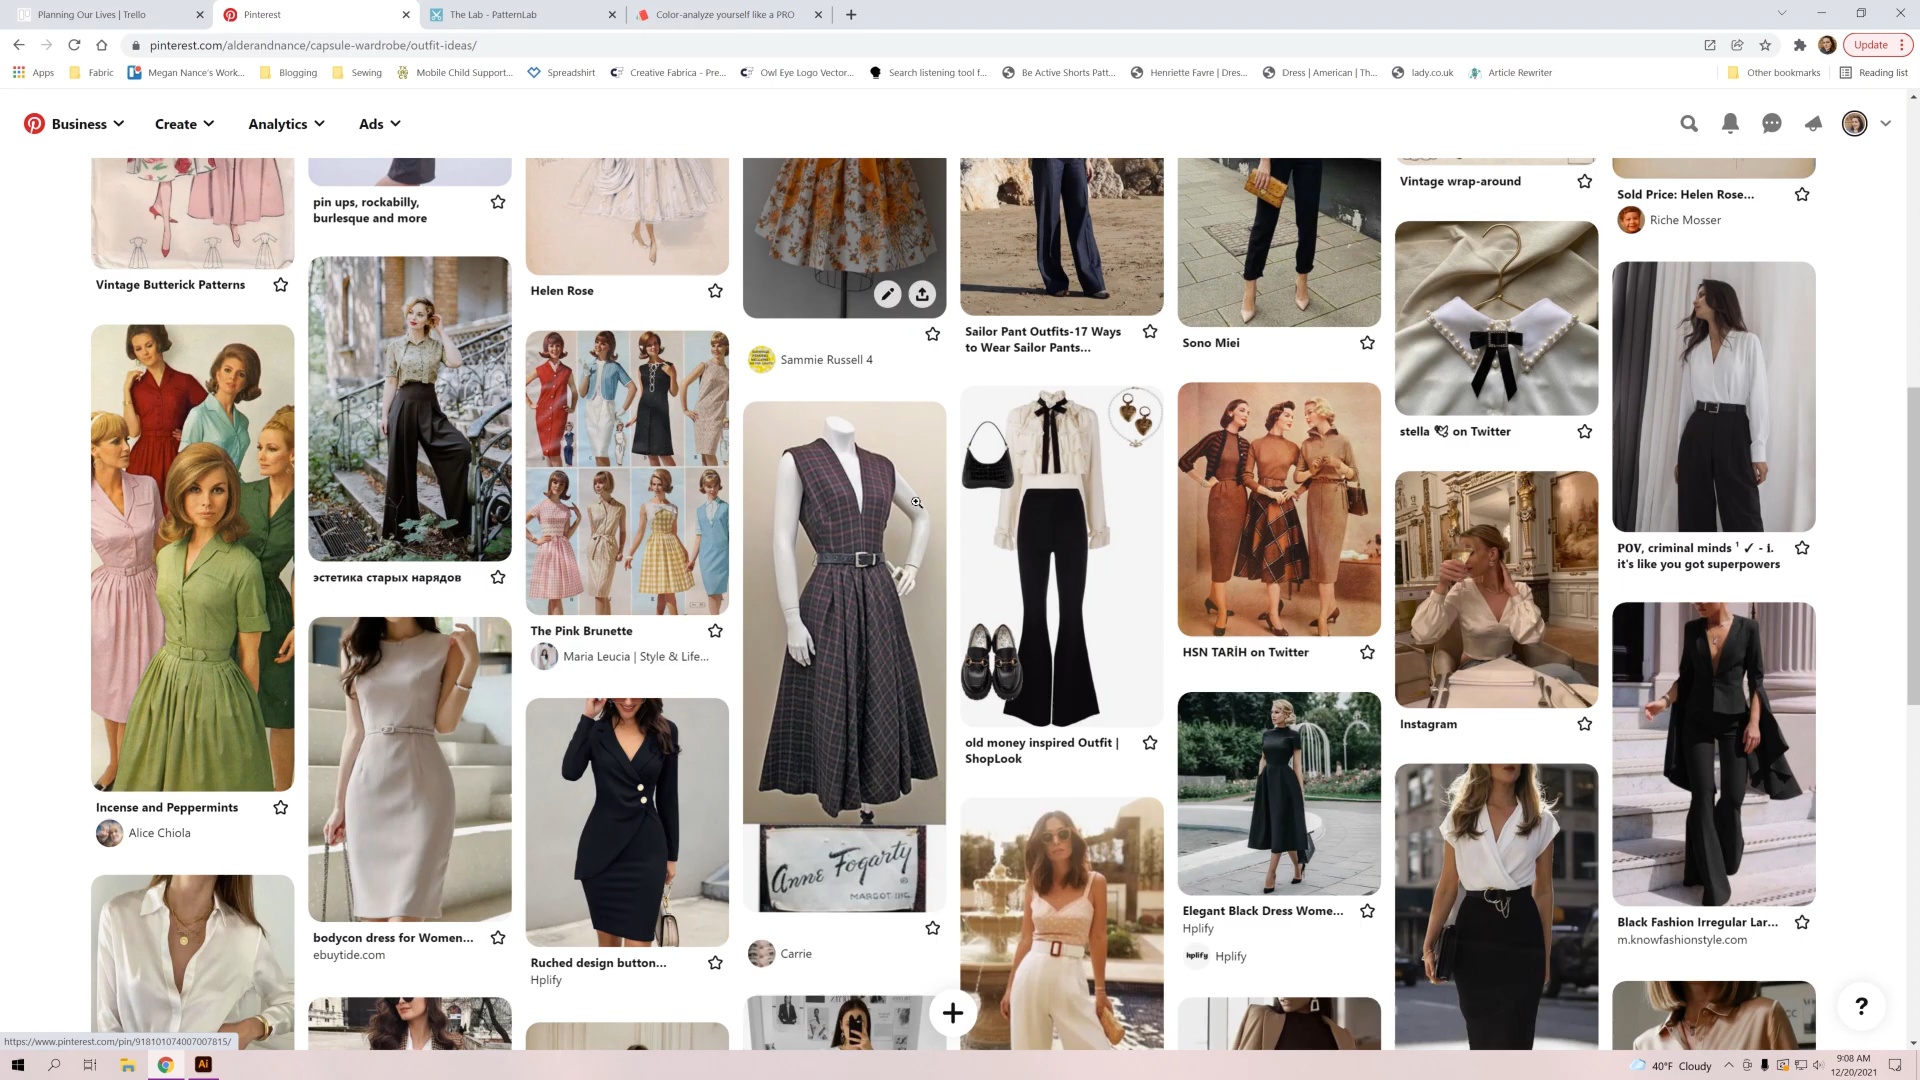 Planning Our Lives | Trello
Pinterest
The Lab - PatternLab
Color-analyze yourself like a PRO
pinterest.com/alderandnance/capsule-wardrobe/outfit-ideas/
Update
Apps
Fabric
Megan Nance's Work...
Blogging
Sewing
Mobile Child Support...
Spreadshirt
Creative Fabrica - Pre...
Owl Eye Logo Vector...
Search listening tool f...
Be Active Shorts Patt...
Henriette Favre | Dres...
Dress | American | Th...
lady.co.uk
Article Rewriter
Other bookmarks
Reading list
Business
Create
Analytics
Ads
Vintage Butterick Patterns
Incense and Peppermints
Alice Chiola
pin ups, rockabilly,
burlesque and more
эстетика старых нарядов
bodycon dress for Women...
ebuytide.com
Helen Rose
The Pink Brunette
Maria Leucia | Style & Life...
Ruched design button...
Hplify
Sammie Russell 4
Anne Fogarty
MARGOT INC.
Carrie
Sailor Pant Outfits-17 Ways
to Wear Sailor Pants...
old money inspired Outfit |
ShopLook
Sono Miei
HSN TARİH on Twitter
Elegant Black Dress Wome...
Hplify
hplify
Hplify
Vintage wrap-around
stella 🕊 on Twitter
Instagram
Sold Price: Helen Rose...
Riche Mosser
POV, criminal minds ¹ ✓ - i.
it's like you got superpowers
Black Fashion Irregular Lar...
m.knowfashionstyle.com
?
https://www.pinterest.com/pin/918101074007007815/
Ai
40°F Cloudy
9:08 AM
12/20/2021